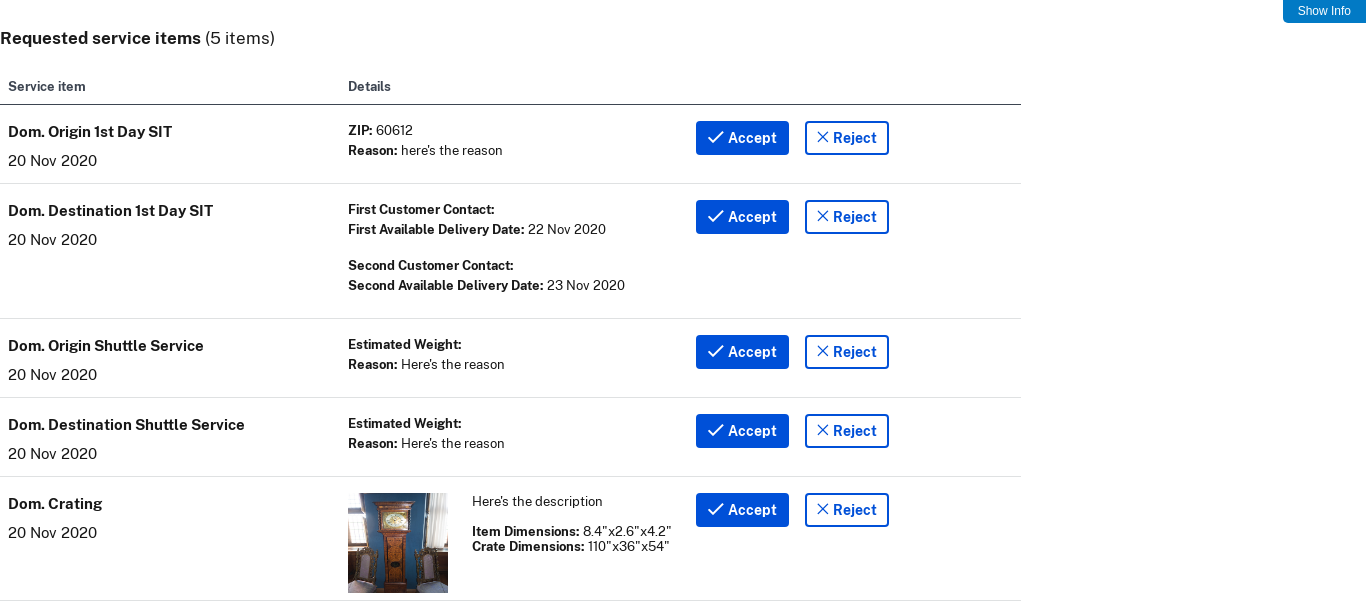 Show Info
Requested service items (5 items)
Service item Details
Dom. Origin 1st Day SIT
20 Nov 2020
ZIP: 60612
Reason: here's the reason
Accept Reject
Dom. Destination 1st Day SIT
20 Nov 2020
First Customer Contact:
First Available Delivery Date: 22 Nov 2020
Second Customer Contact:
Second Available Delivery Date: 23 Nov 2020
Accept Reject
Dom. Origin Shuttle Service
20 Nov 2020
Estimated Weight:
Reason: Here's the reason
Accept Reject
Dom. Destination Shuttle Service
20 Nov 2020
Estimated Weight:
Reason: Here's the reason
Accept Reject
Dom. Crating
20 Nov 2020
Here's the description
Item Dimensions: 8.4"x2.6"x4.2"
Crate Dimensions: 110"x36"x54"
Accept Reject